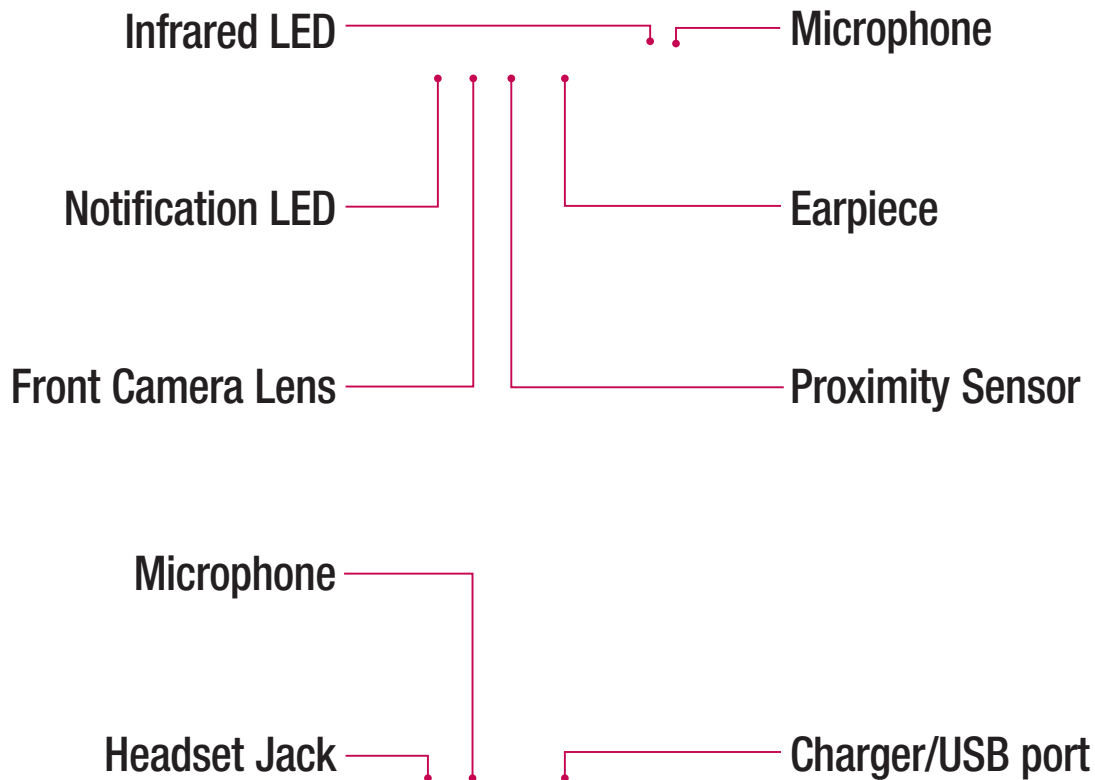 Infrared LED
Microphone
Notification LED
Earpiece
Front Camera Lens
Proximity Sensor
Microphone
Headset Jack
Charger/USB port